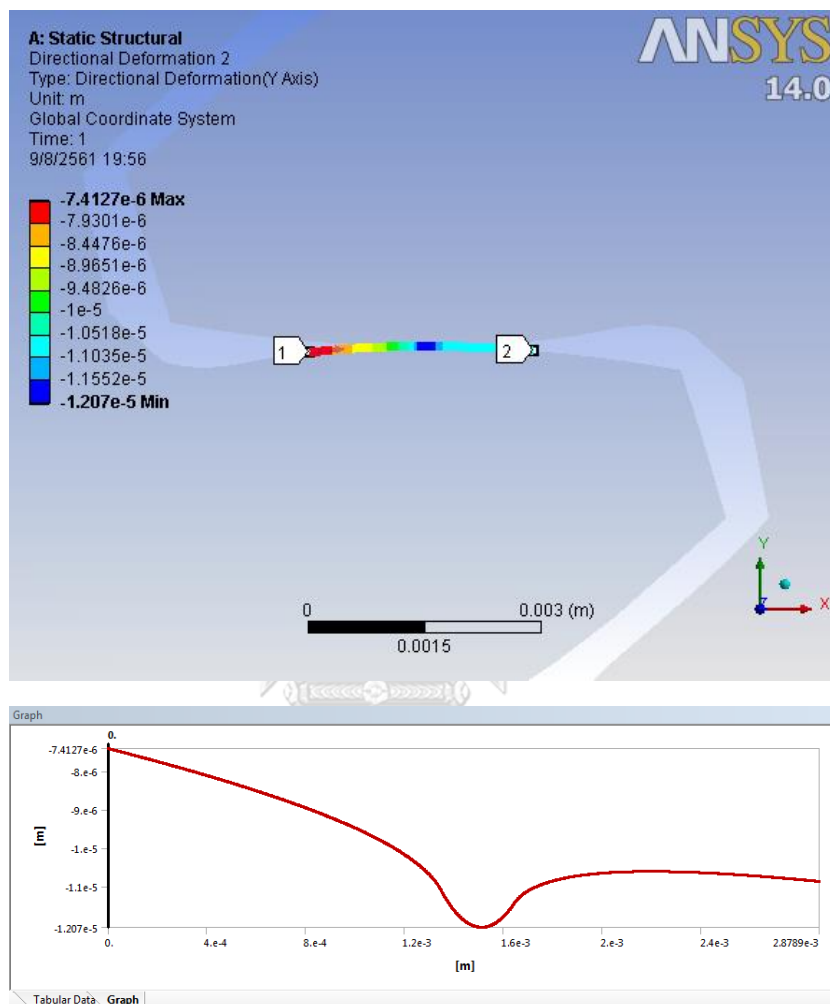 A: Static Structural
Directional Deformation 2
Type: Directional Deformation(Y Axis)
Unit: m
Global Coordinate System
Time: 1
9/8/2561 19:56
ANSYS
14.0
-7.4127e-6 Max
-7.9301e-6
-8.4476e-6
-8.9651e-6
-9.4826e-6
-1e-5
-1.0518e-5
-1.1035e-5
-1.1552e-5
-1.207e-5 Min
1
2
Y
Z
X
0
0.003 (m)
0.0015
Graph
0.
-7.4127e-6
-8.e-6
-9.e-6
-1.e-5
-1.1e-5
-1.207e-5
[m]
0.
4.e-4
8.e-4
1.2e-3
1.6e-3
2.e-3
2.4e-3
2.8789e-3
[m]
Tabular Data
Graph